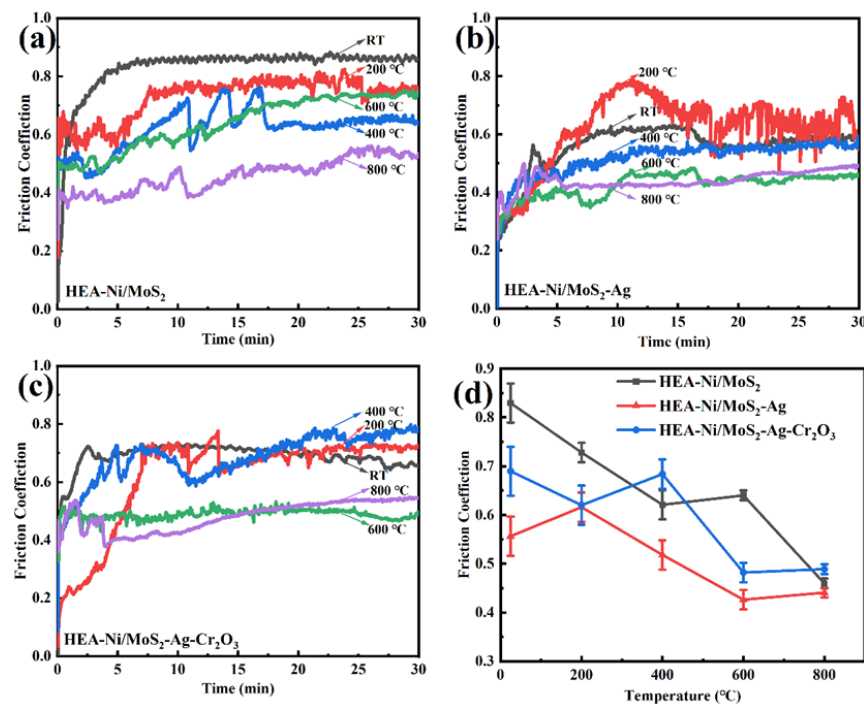 (a)
1.0
0.8
0.6
0.4
0.2
0.0
Friction Coeffiction
RT
200 ℃
600 ℃
400 ℃
800 ℃
HEA-Ni/MoS₂
0 5 10 15 20 25 30
Time (min)
(b)
1.0
0.8
0.6
0.4
0.2
0.0
Friction Coeffiction
200 ℃
RT
400 ℃
600 ℃
800 ℃
HEA-Ni/MoS₂-Ag
0 5 10 15 20 25 30
Time (min)
(c)
1.0
0.8
0.6
0.4
0.2
0.0
Friction Coeffiction
400 ℃
200 ℃
RT
800 ℃
600 ℃
HEA-Ni/MoS₂-Ag-Cr₂O₃
0 5 10 15 20 25 30
Time (min)
(d)
0.9
0.8
0.7
0.6
0.5
0.4
0.3
Friction Coeffiction
HEA-Ni/MoS₂
HEA-Ni/MoS₂-Ag
HEA-Ni/MoS₂-Ag-Cr₂O₃
0 200 400 600 800
Temperature (℃)